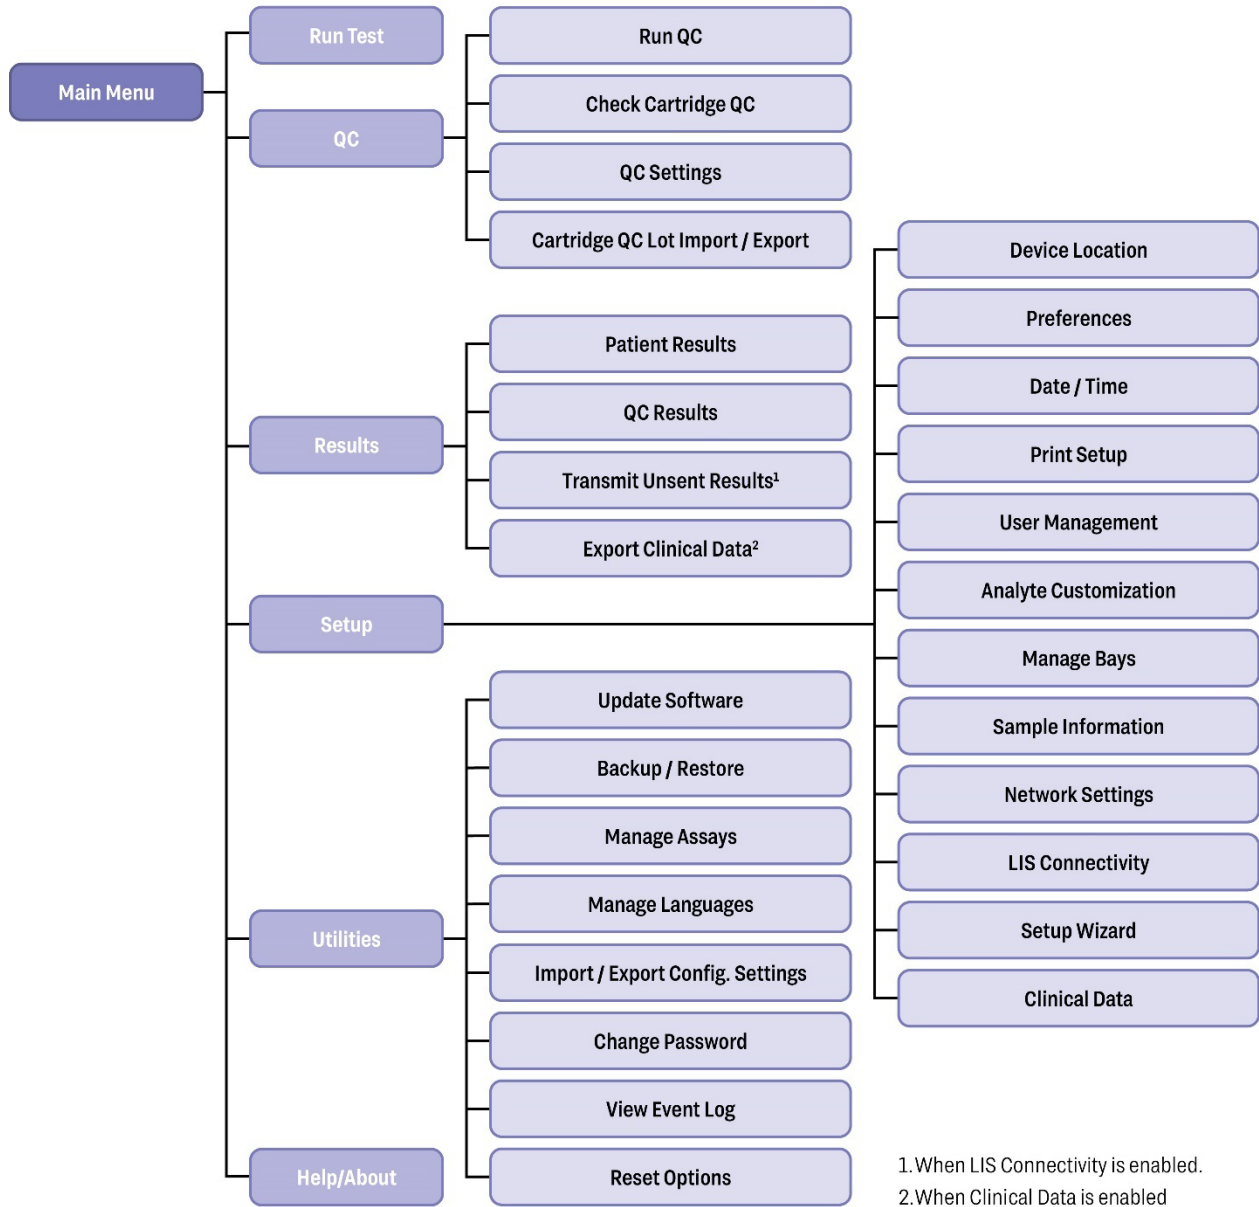 Main Menu
Run Test
QC
Run QC
Check Cartridge QC
QC Settings
Cartridge QC Lot Import / Export
Results
Patient Results
QC Results
Transmit Unsent Results¹
Export Clinical Data²
Setup
Device Location
Preferences
Date / Time
Print Setup
User Management
Analyte Customization
Manage Bays
Sample Information
Network Settings
LIS Connectivity
Setup Wizard
Clinical Data
Utilities
Update Software
Backup / Restore
Manage Assays
Manage Languages
Import / Export Config. Settings
Change Password
View Event Log
Reset Options
Help/About
1. When LIS Connectivity is enabled.
2. When Clinical Data is enabled